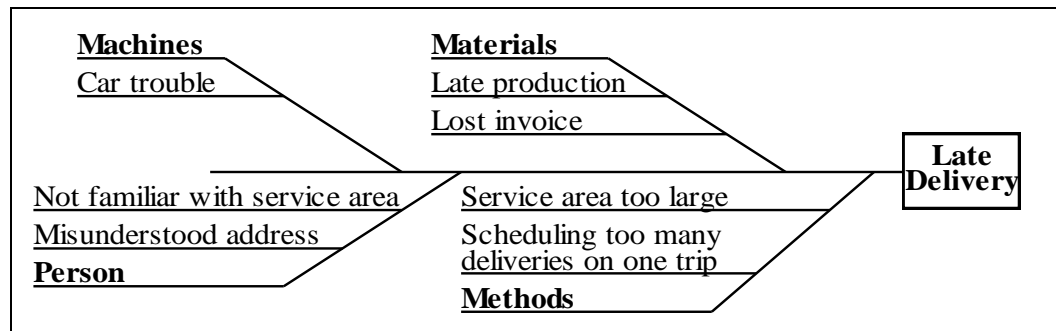 Machines
Car trouble
Materials
Late production
Lost invoice
Late
Delivery
Not familiar with service area
Misunderstood address
Person
Service area too large
Scheduling too many
deliveries on one trip
Methods